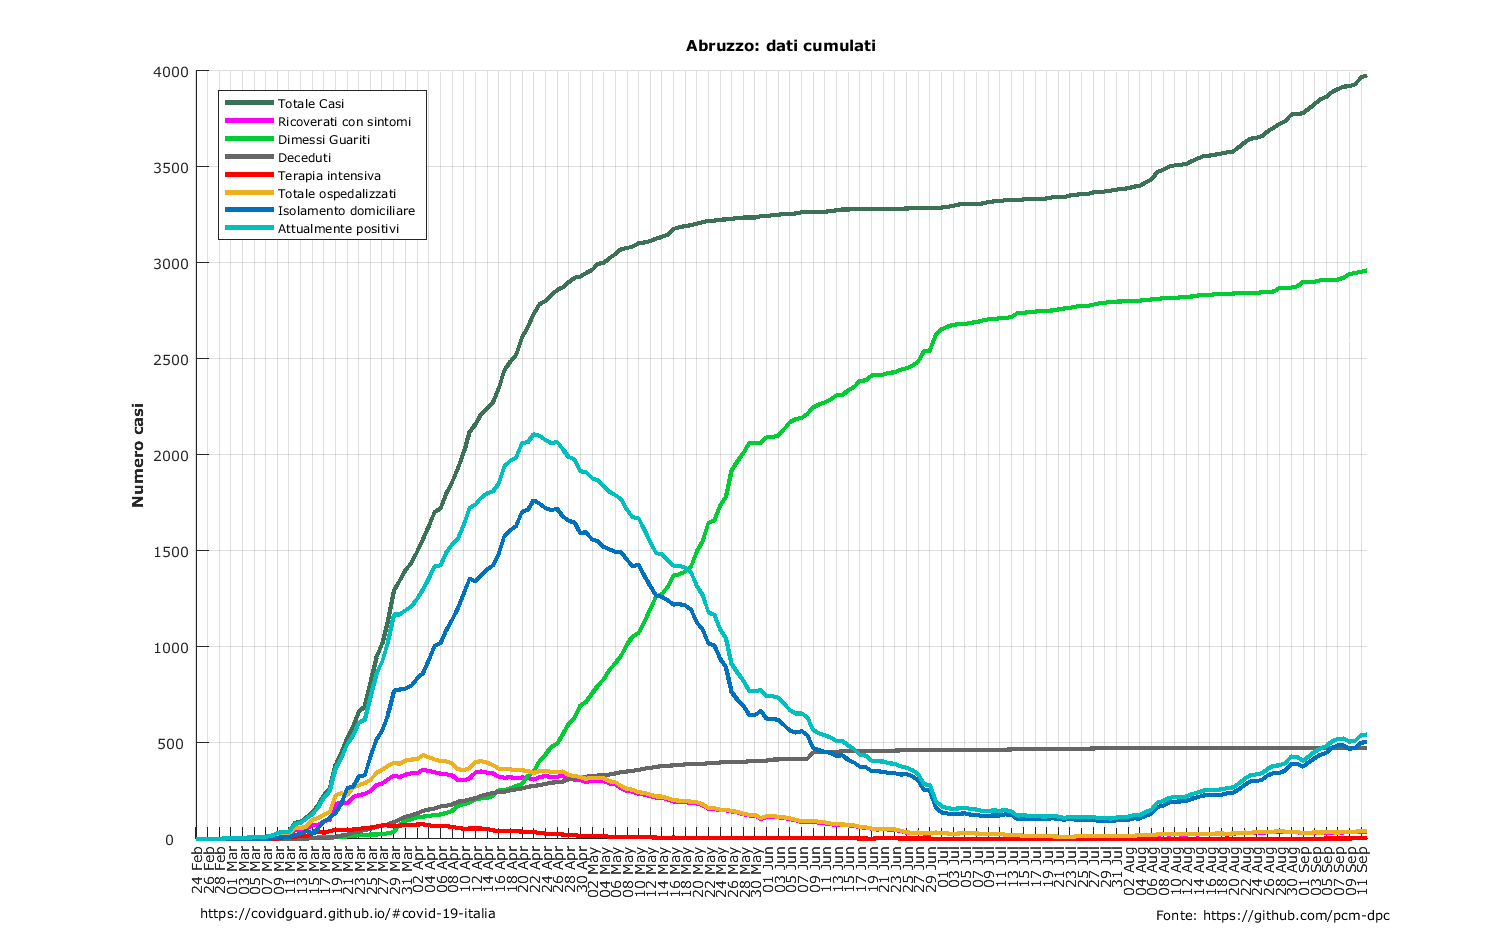 Abruzzo: dati cumulati
4000
3500
3000
2500
2000
1500
1000
500
0
Numero casi
Totale Casi
Ricoverati con sintomi
Dimessi Guariti
Deceduti
Terapia intensiva
Totale ospedalizzati
Isolamento domiciliare
Attualmente positivi
24 Feb
26 Feb
28 Feb
01 Mar
03 Mar
05 Mar
07 Mar
09 Mar
11 Mar
13 Mar
15 Mar
17 Mar
19 Mar
21 Mar
23 Mar
25 Mar
27 Mar
29 Mar
31 Mar
02 Apr
04 Apr
06 Apr
08 Apr
10 Apr
12 Apr
14 Apr
16 Apr
18 Apr
20 Apr
22 Apr
24 Apr
26 Apr
28 Apr
30 Apr
02 May
04 May
06 May
08 May
10 May
12 May
14 May
16 May
18 May
20 May
22 May
24 May
26 May
28 May
30 May
01 Jun
03 Jun
05 Jun
07 Jun
09 Jun
11 Jun
13 Jun
15 Jun
17 Jun
19 Jun
21 Jun
23 Jun
25 Jun
27 Jun
29 Jun
01 Jul
03 Jul
05 Jul
07 Jul
09 Jul
11 Jul
13 Jul
15 Jul
17 Jul
19 Jul
21 Jul
23 Jul
25 Jul
27 Jul
29 Jul
31 Jul
02 Aug
04 Aug
06 Aug
08 Aug
10 Aug
12 Aug
14 Aug
16 Aug
18 Aug
20 Aug
22 Aug
24 Aug
26 Aug
28 Aug
30 Aug
01 Sep
03 Sep
05 Sep
07 Sep
09 Sep
11 Sep
https://covidguard.github.io/#covid-19-italia
Fonte: https://github.com/pcm-dpc